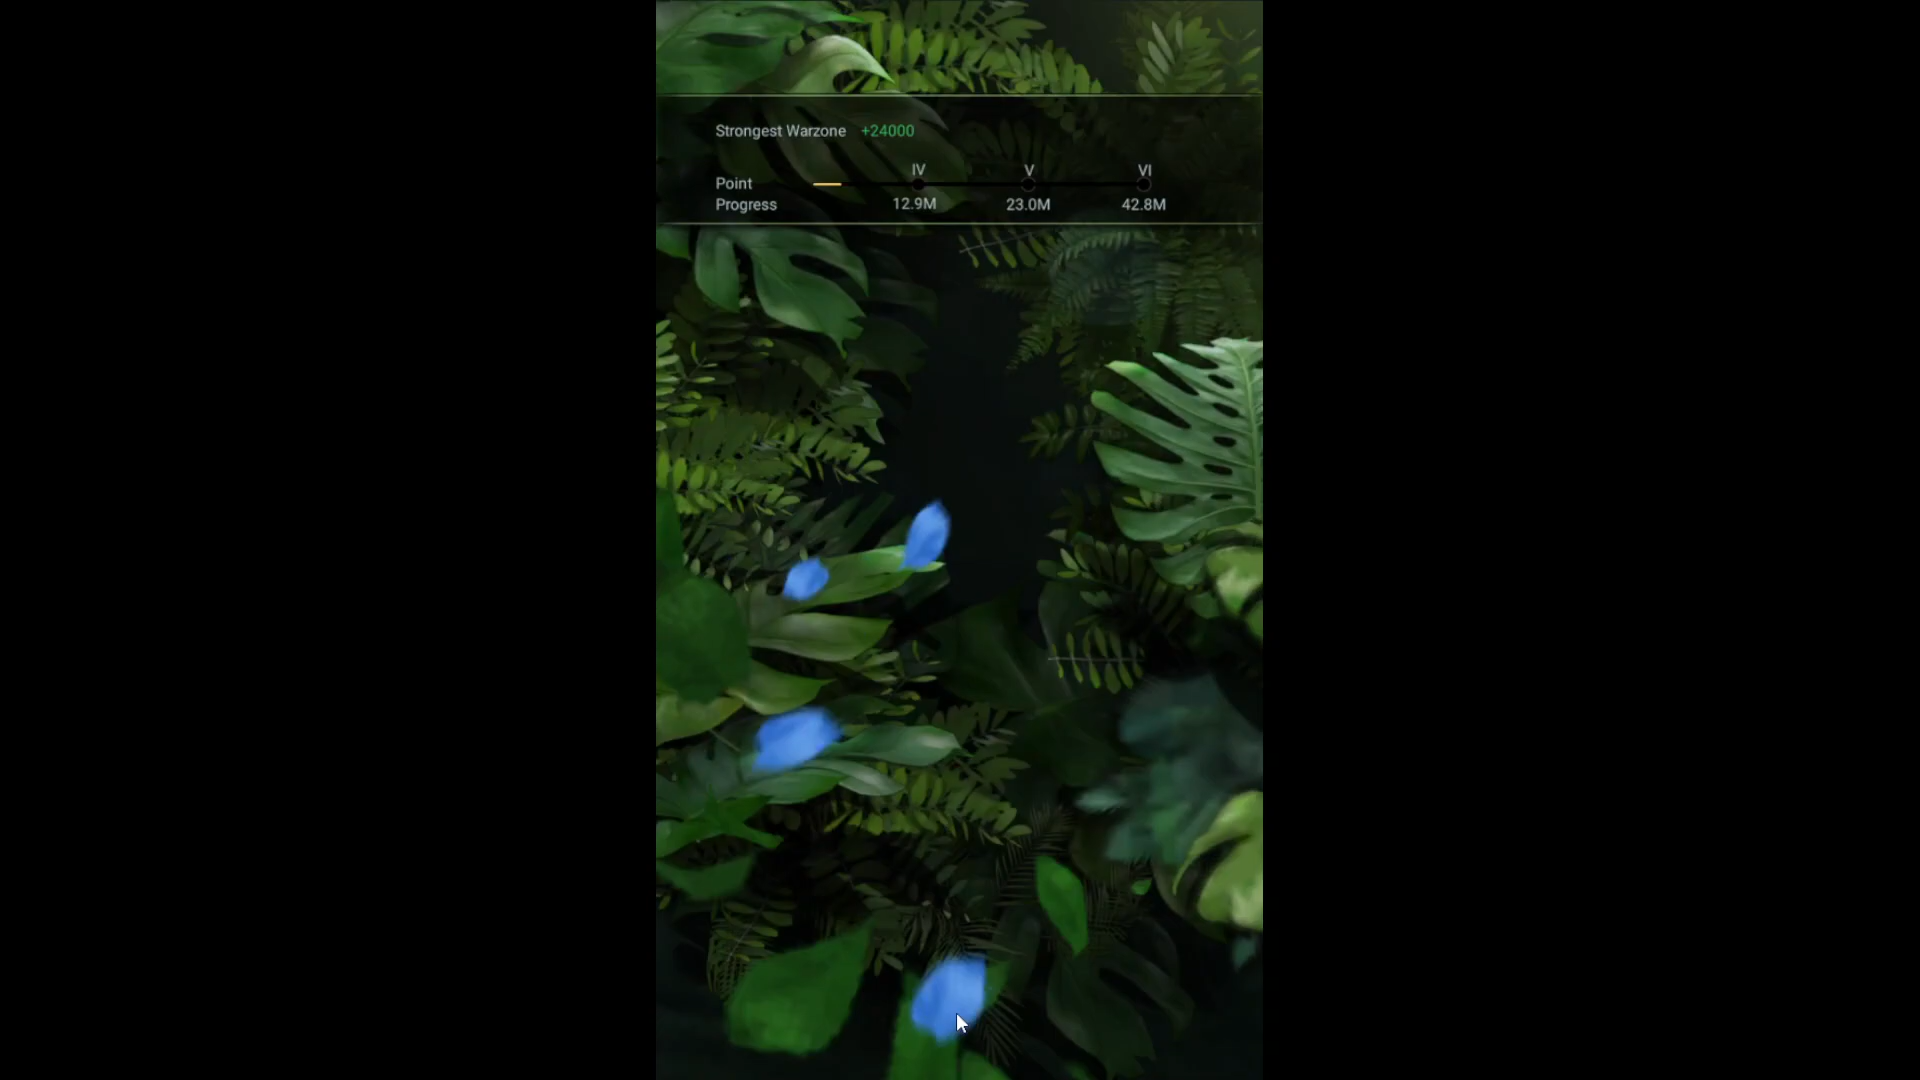 Strongest Warzone +24000
IV V VI
Point
Progress 12.9M 23.0M 42.8M